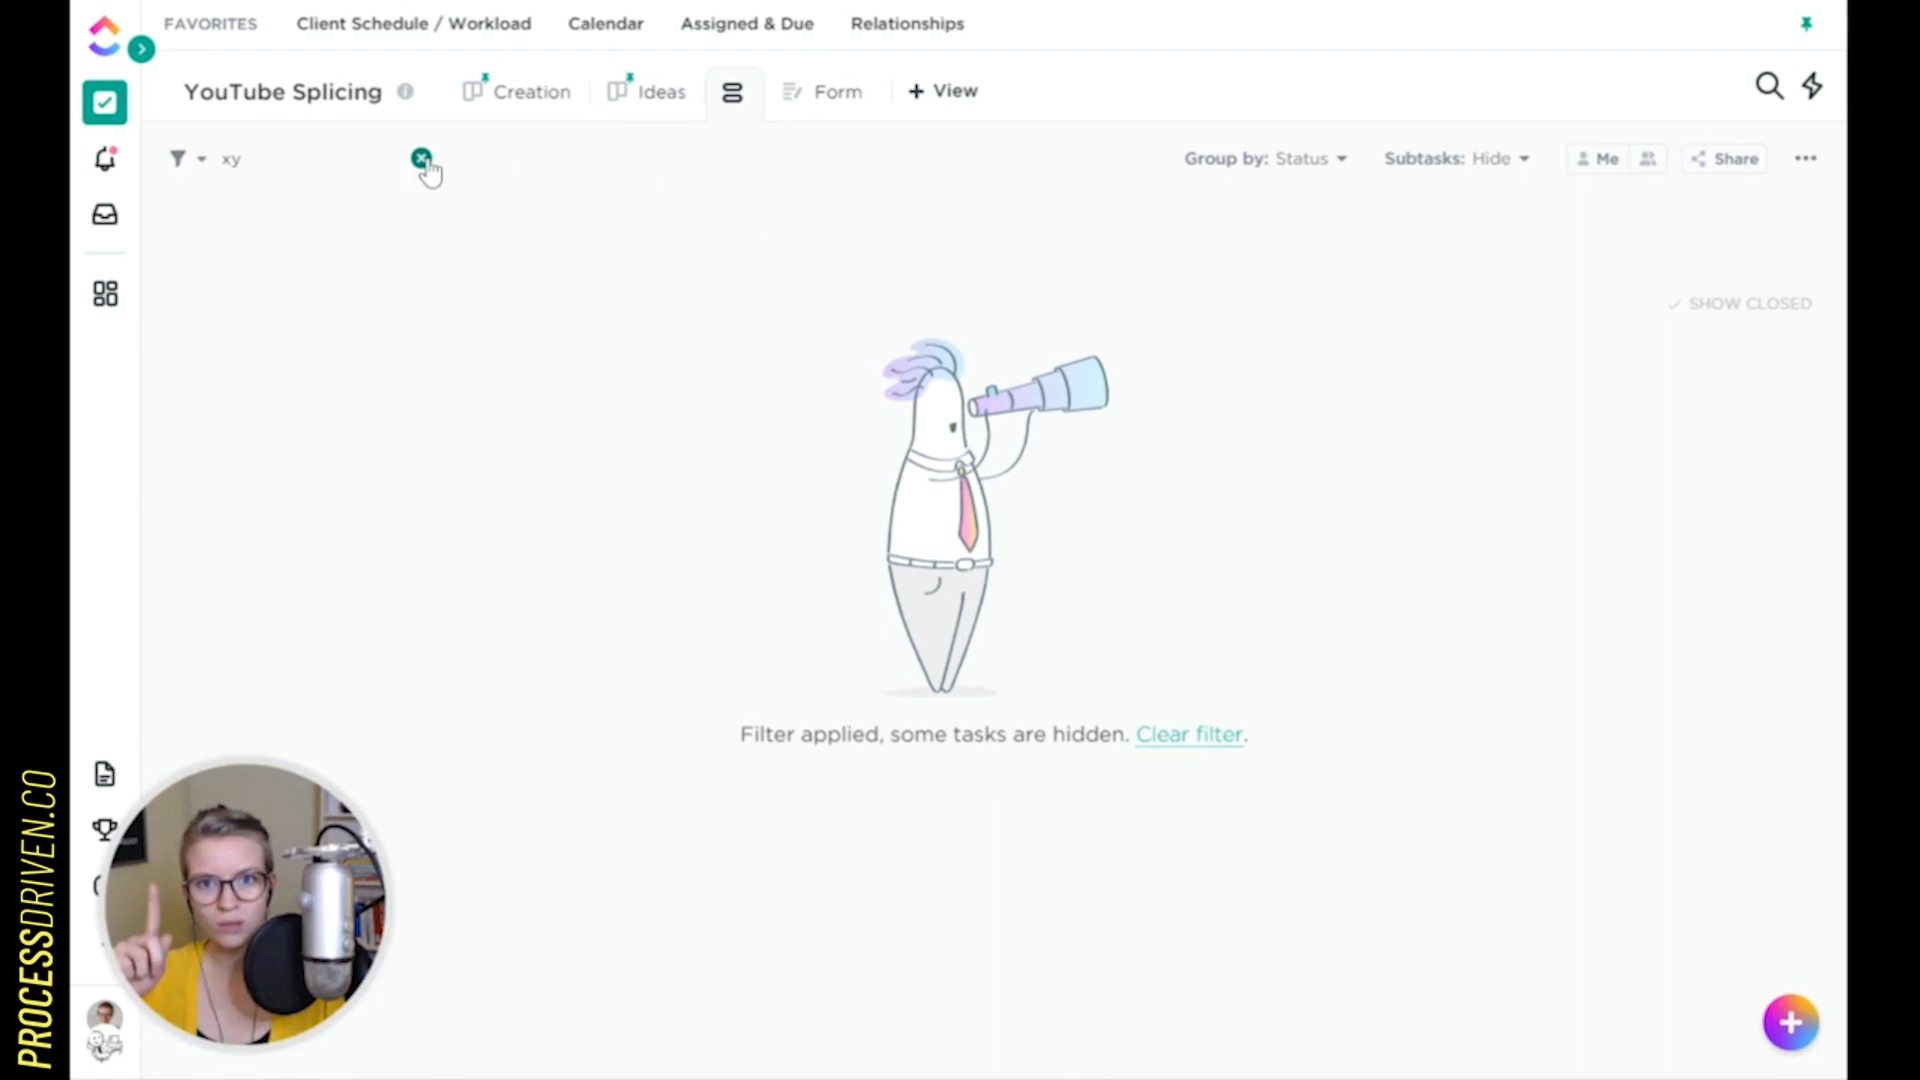 FAVORITES Client Schedule / Workload Calendar Assigned & Due Relationships
YouTube Splicing Creation Ideas Form + View
xy Group by: Status Subtasks: Hide Me Share
SHOW CLOSED
Filter applied, some tasks are hidden. Clear filter.
PROCESSDRIVEN.CO